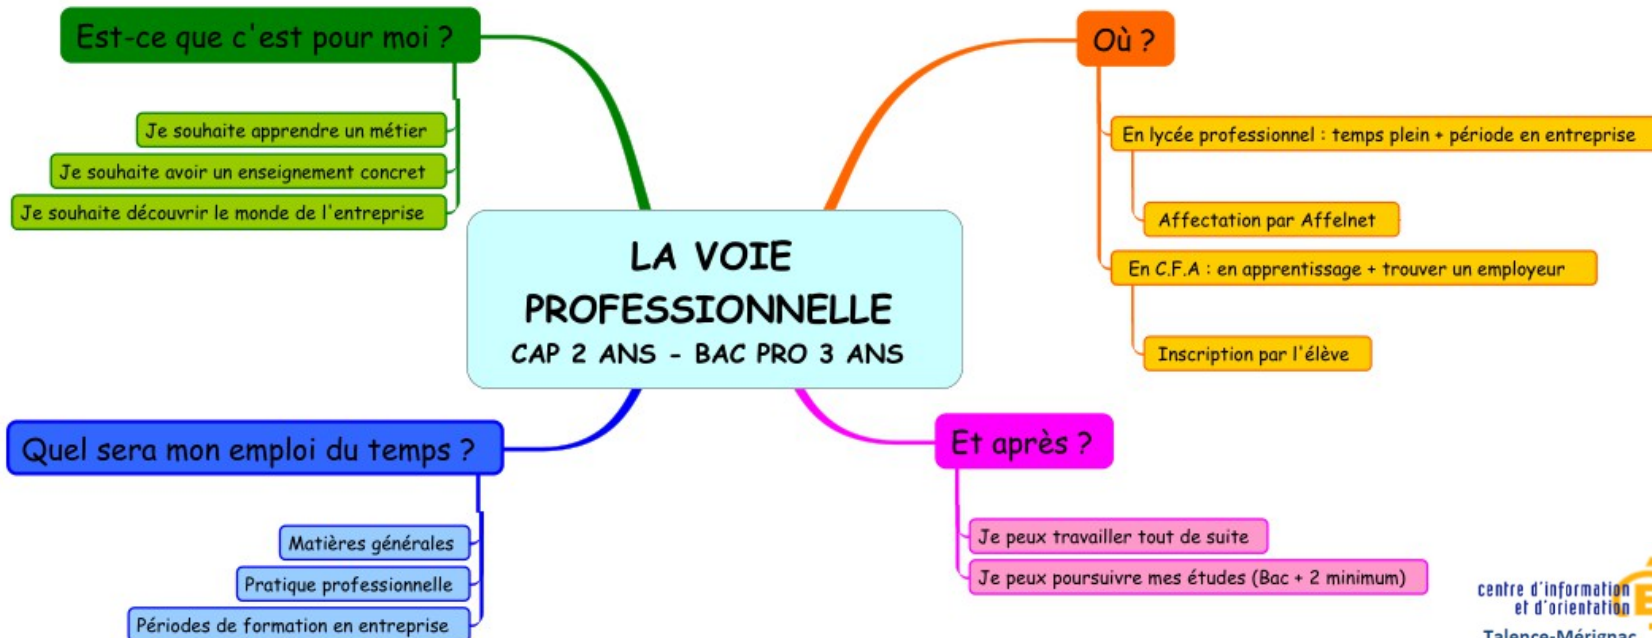 Est-ce que c'est pour moi ?
Je souhaite apprendre un métier
Je souhaite avoir un enseignement concret
Je souhaite découvrir le monde de l'entreprise
Où ?
En lycée professionnel : temps plein + période en entreprise
Affectation par Affelnet
En C.F.A : en apprentissage + trouver un employeur
Inscription par l'élève
LA VOIE
PROFESSIONNELLE
CAP 2 ANS - BAC PRO 3 ANS
Quel sera mon emploi du temps ?
Matières générales
Pratique professionnelle
Périodes de formation en entreprise
Et après ?
Je peux travailler tout de suite
Je peux poursuivre mes études (Bac + 2 minimum)
centre d'information
et d'orientation
Talence-Mérignac